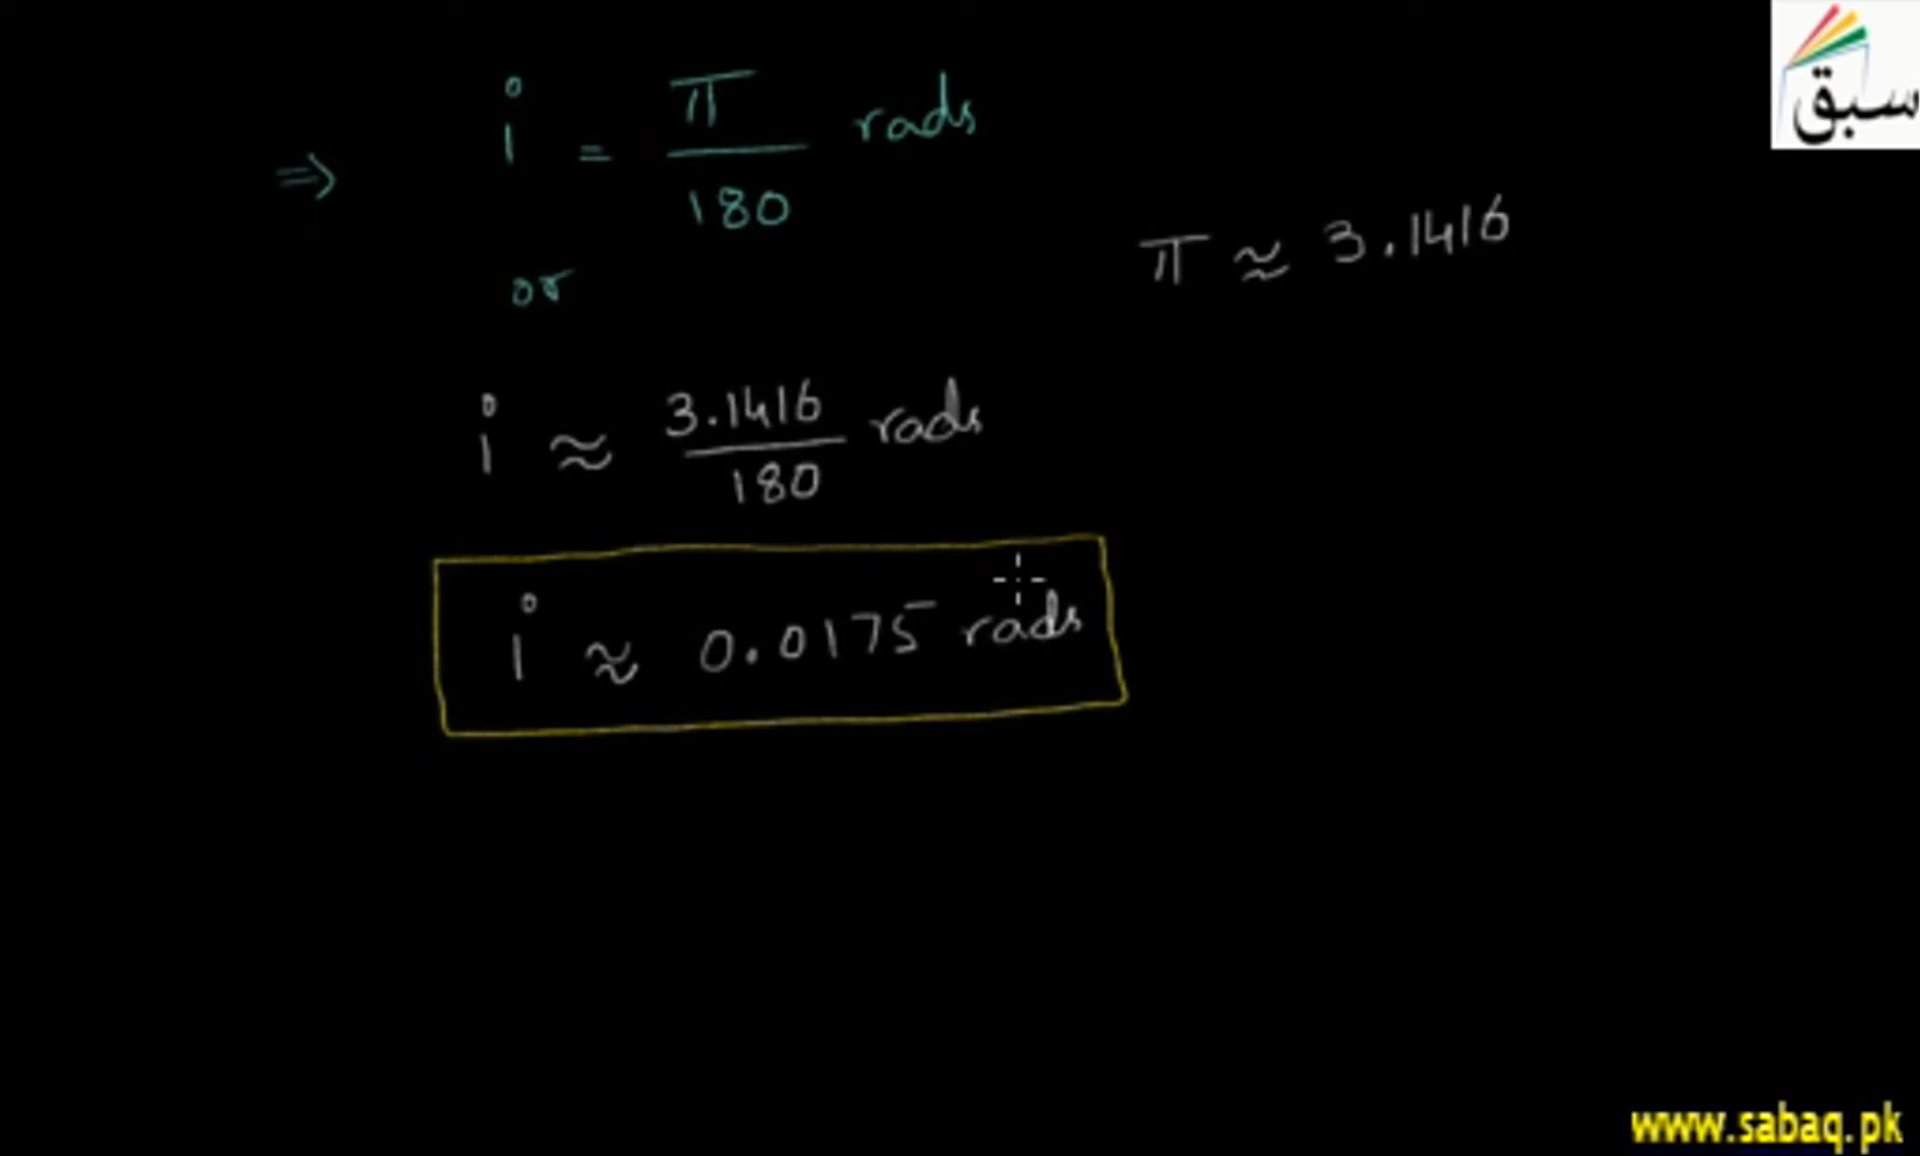 سبق
⇒ 1° = π/180 rads
or
π ≈ 3.1416
1° ≈ 3.1416/180 rads
1° ≈ 0.0175 rads
www.sabaq.pk